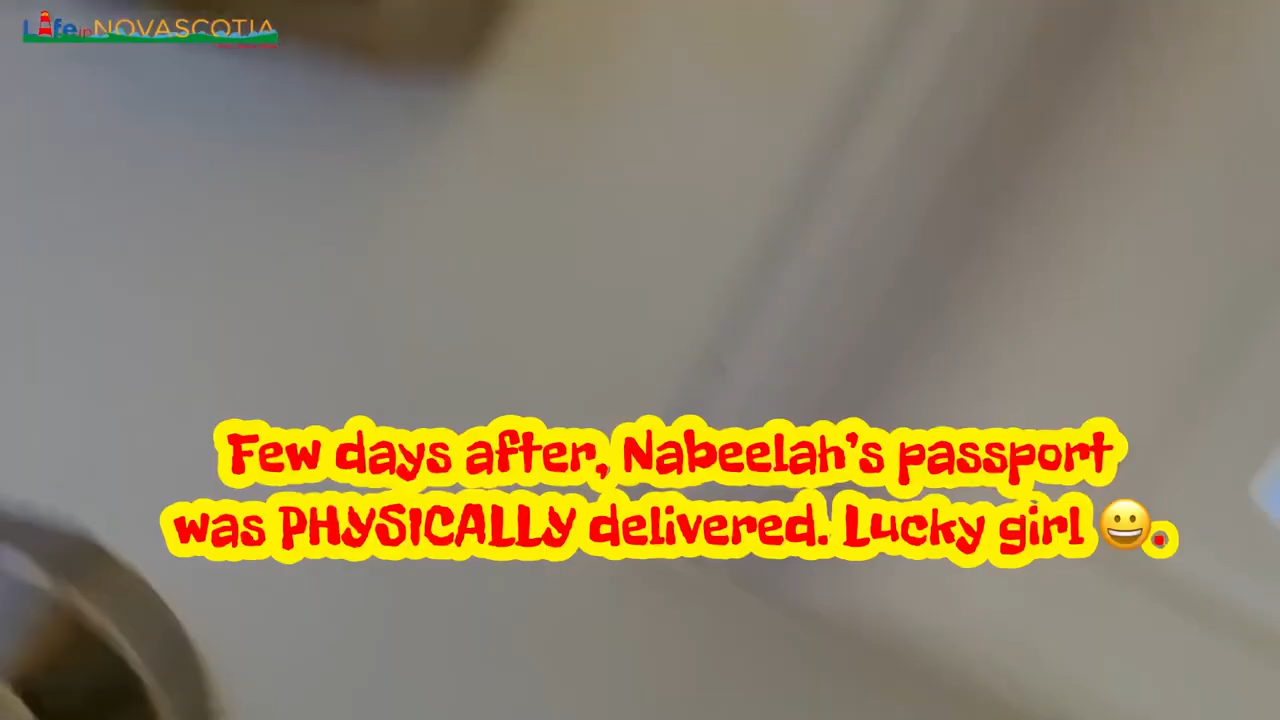 Life in NOVASCOTIA
Few days after, Nabeelah's passport
was PHYSICALLY delivered. Lucky girl 😀.